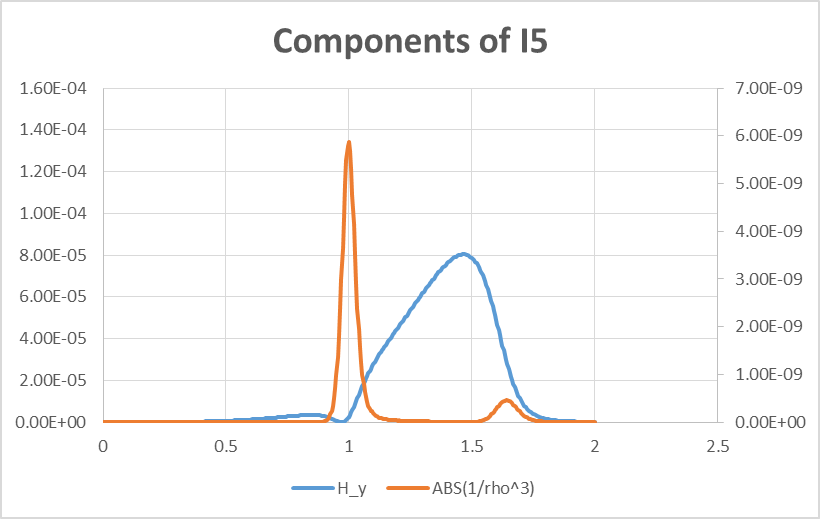 Components of I5
1.60E-04 7.00E-09
1.40E-04 6.00E-09
1.20E-04 5.00E-09
1.00E-04 4.00E-09
8.00E-05 3.00E-09
6.00E-05 2.00E-09
4.00E-05 1.00E-09
2.00E-05 0.00E+00
0.00E+00
0 0.5 1 1.5 2 2.5
H_y ABS(1/rho^3)